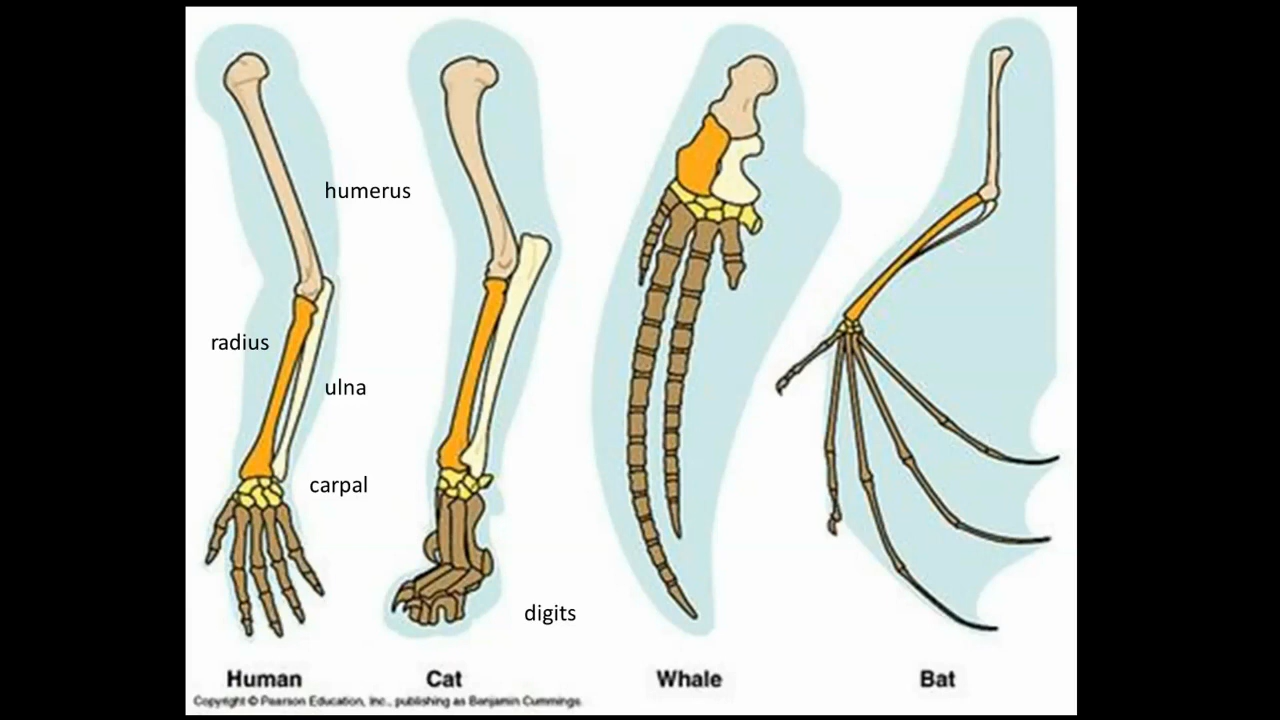 humerus
radius
ulna
carpal
digits
Human Cat Whale Bat
Copyright © Pearson Education, Inc., publishing as Benjamin Cummings.